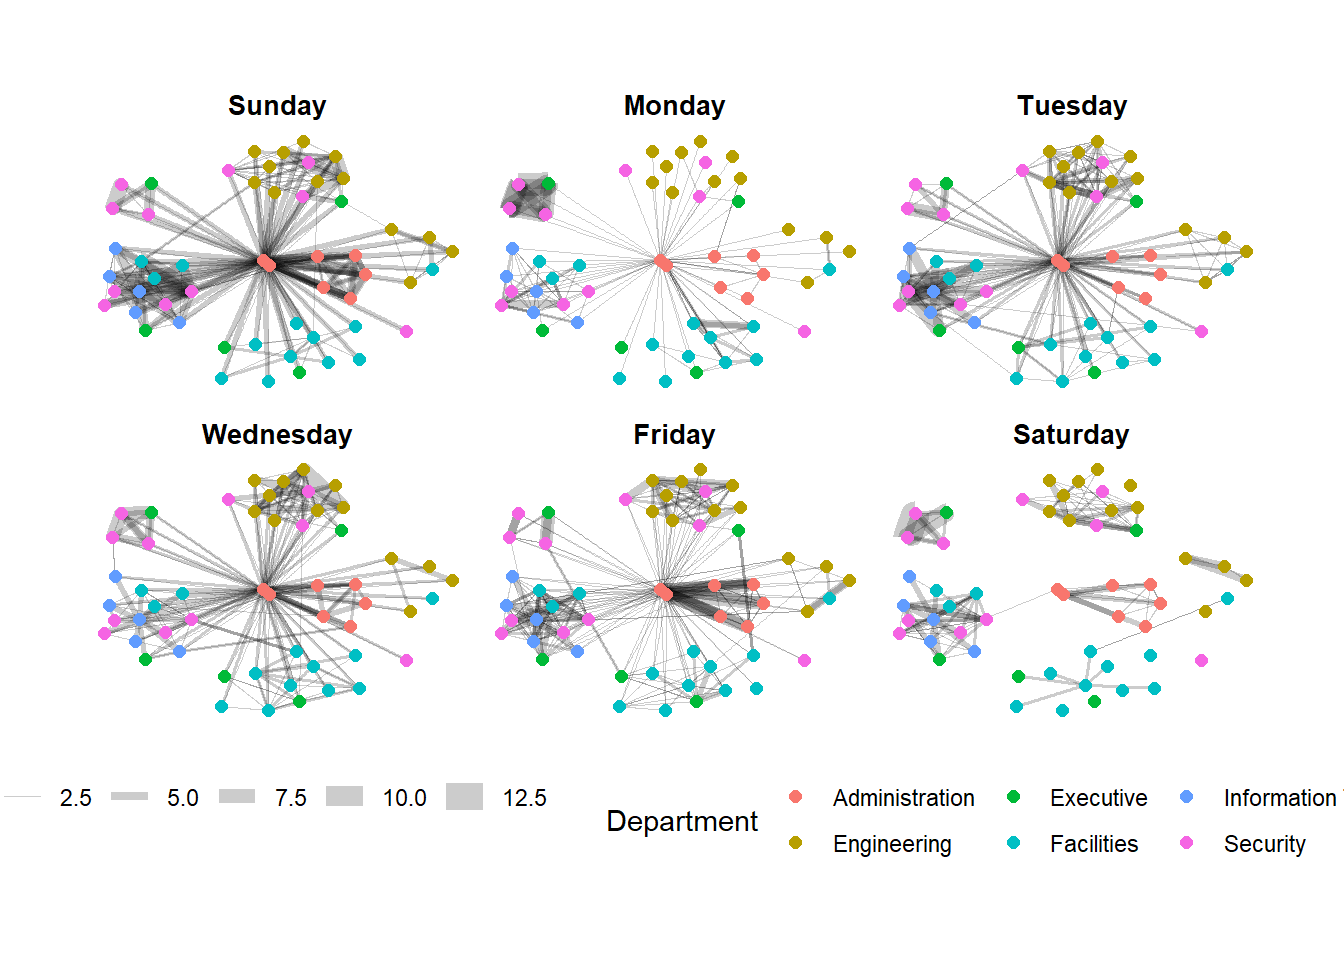 Sunday
Monday
Tuesday
Wednesday
Friday
Saturday
2.5
5.0
7.5
10.0
12.5
Department
Administration
Executive
Information
Engineering
Facilities
Security